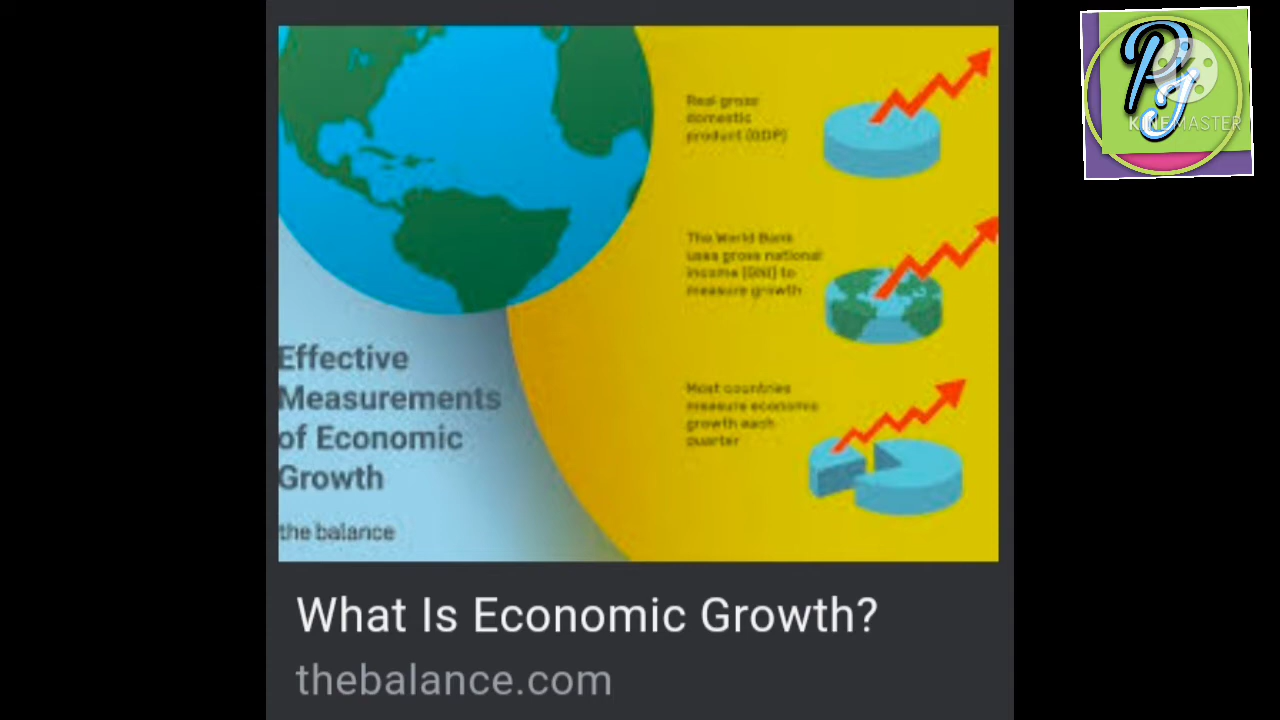 Real gross
domestic
product (GDP)
The World Bank
uses gross national
income (GNI) to
measure growth
Most countries
measure economic
growth each
quarter
Effective
Measurements
of Economic
Growth
the balance
What Is Economic Growth?
thebalance.com
Pg
KINEMASTER